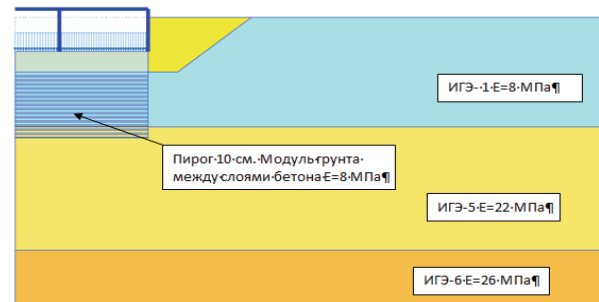 ИГЭ-·1·E=8·МПа¶
Пирог·10·см.·Модуль·грунта·
между·слоями·бетона·E=8·МПа¶
ИГЭ-5·E=22·МПа¶
ИГЭ-6·E=26·МПа¶